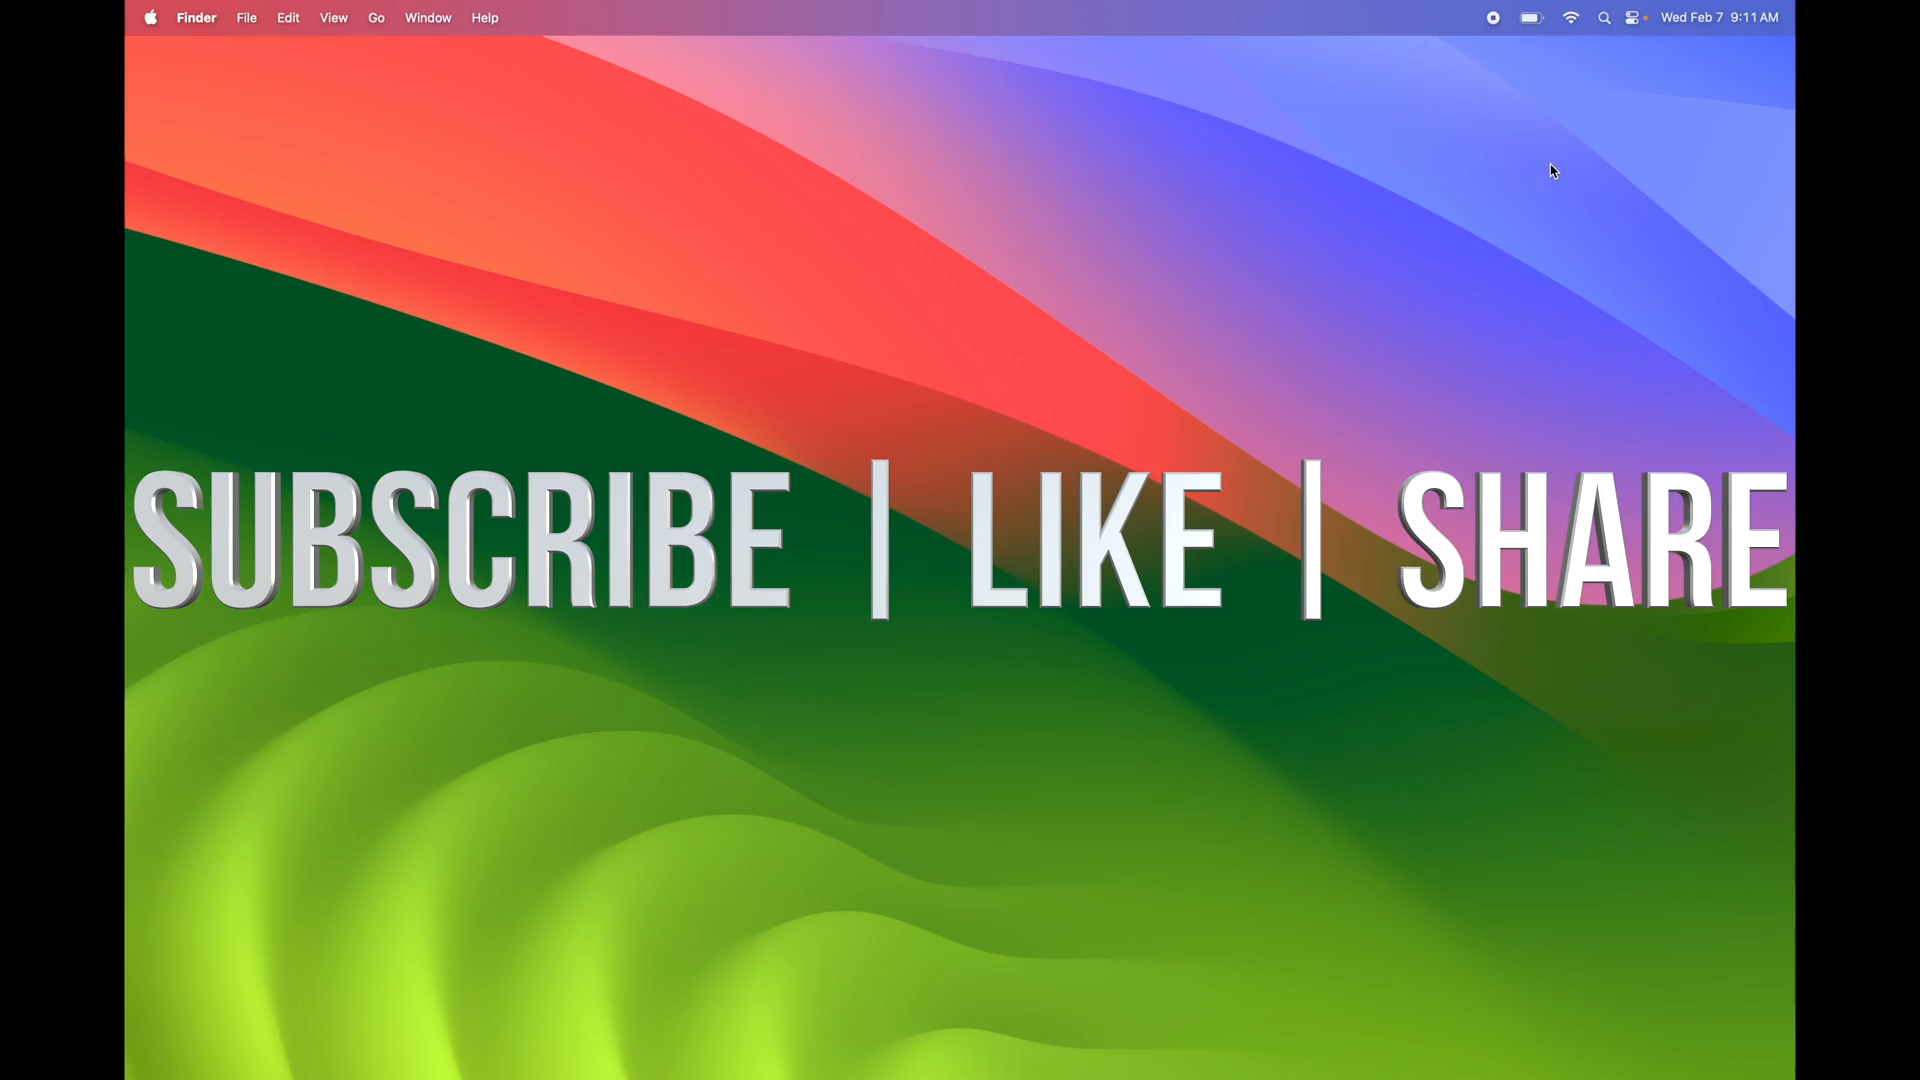 Finder File Edit View Go Window Help Wed Feb 7 9:11 AM
SUBSCRIBE | LIKE | SHARE